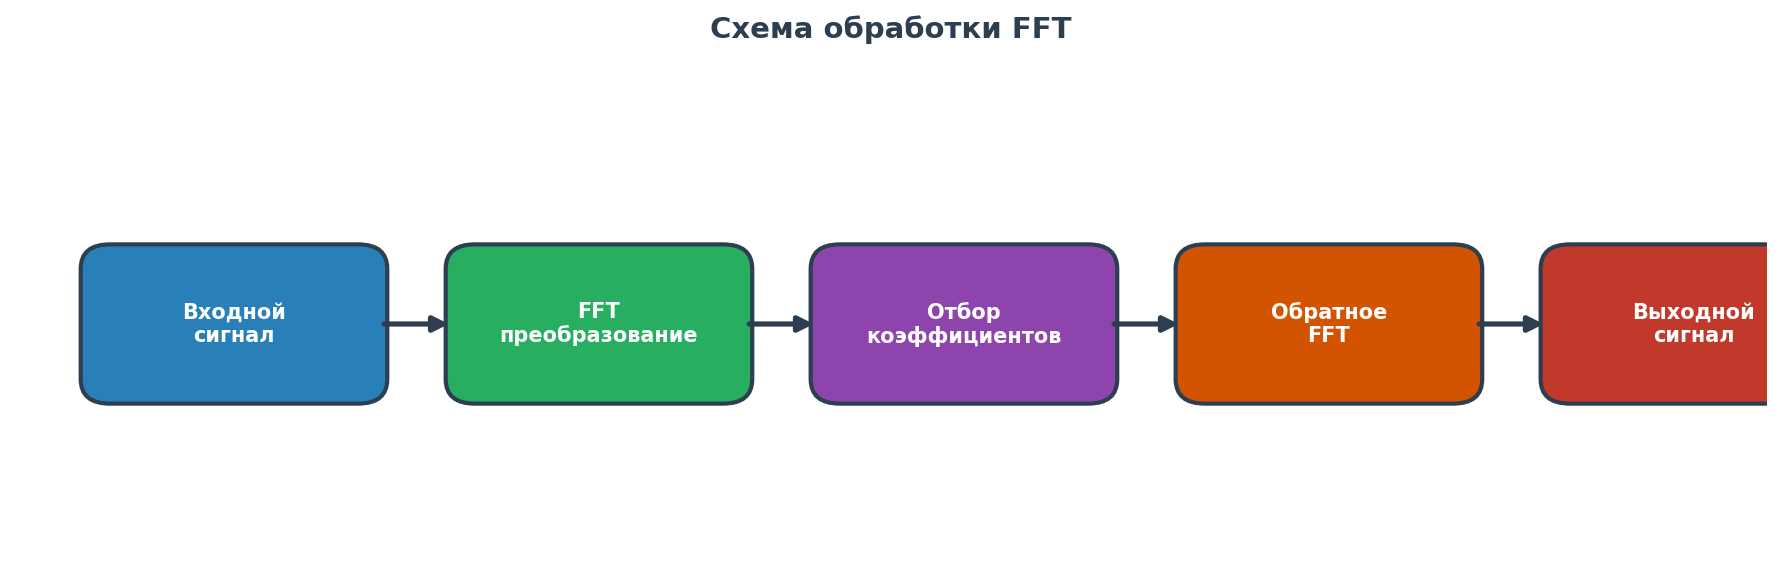 Схема обработки FFT
Входной
сигнал
FFT
преобразование
Отбор
коэффициентов
Обратное
FFT
Выходной
сигнал